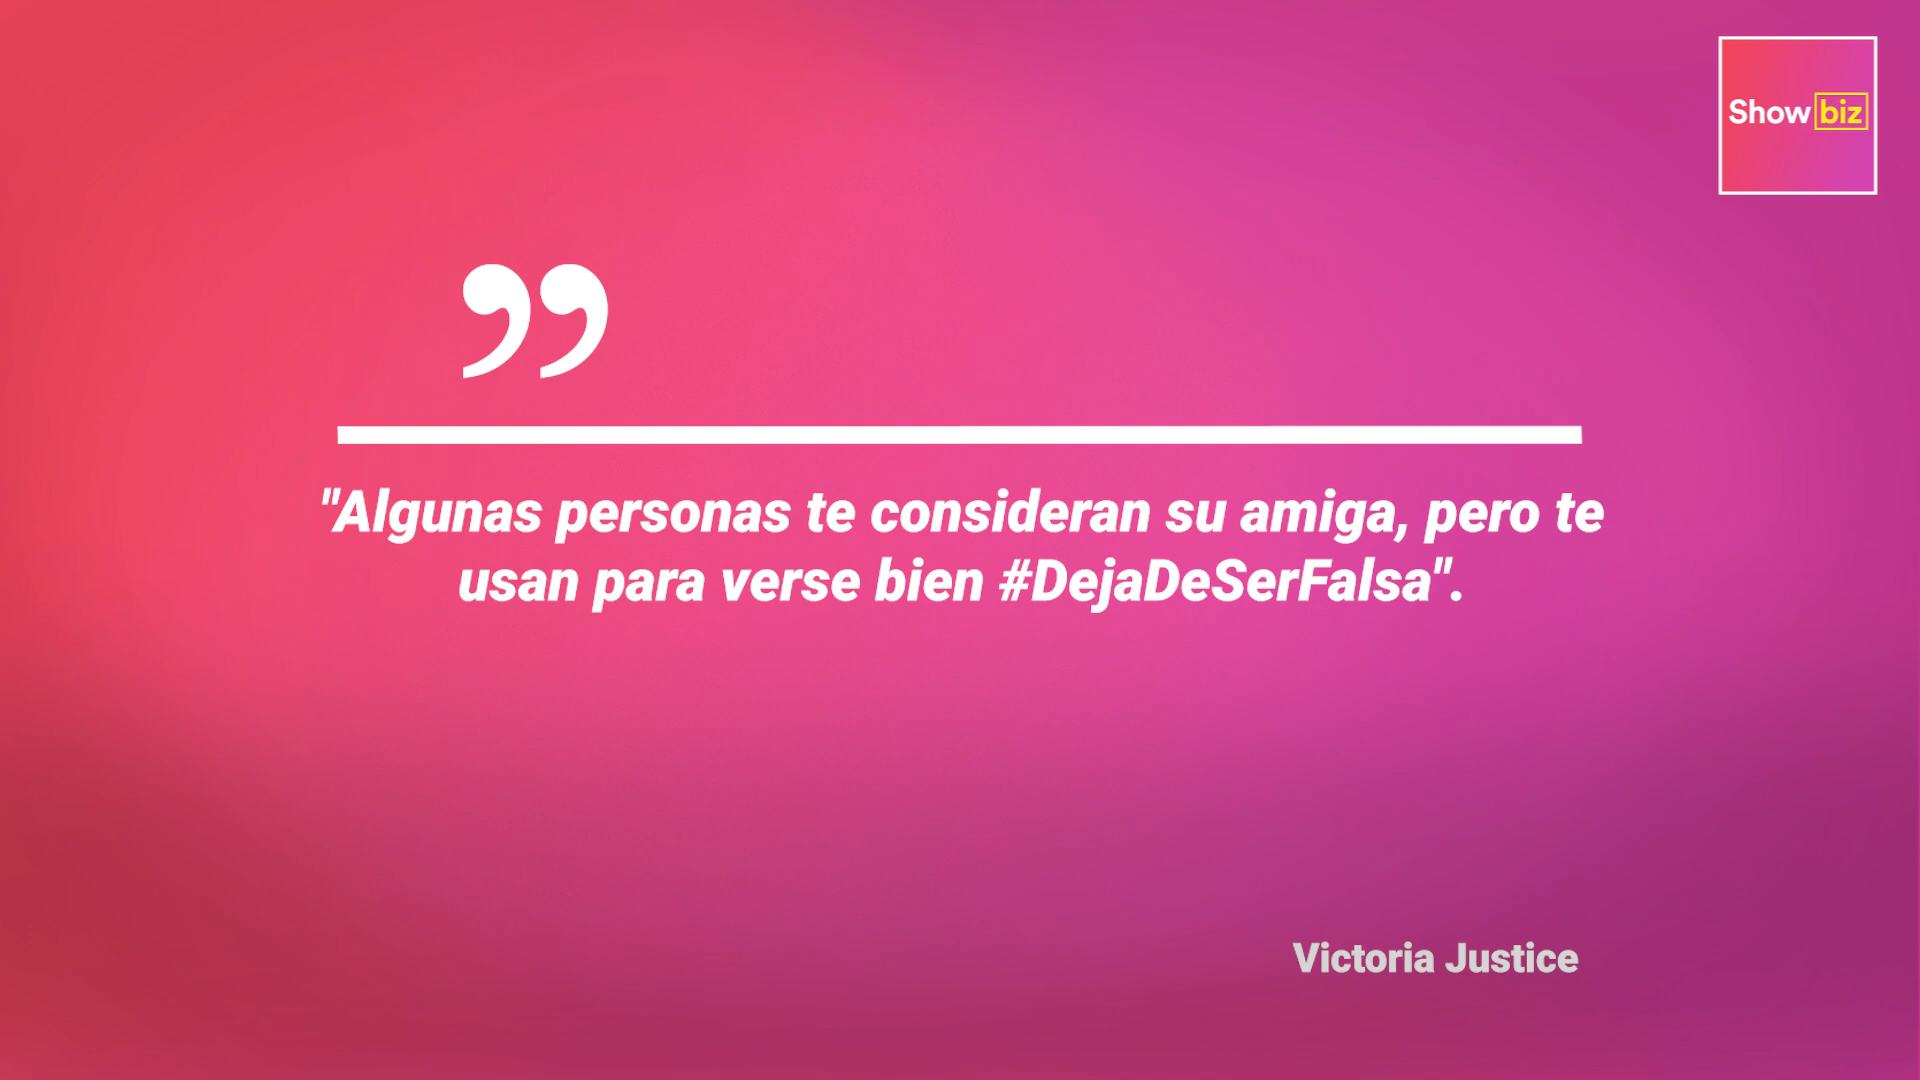 Show biz
"Algunas personas te consideran su amiga, pero te
usan para verse bien #DejaDeSerFalsa".
Victoria Justice